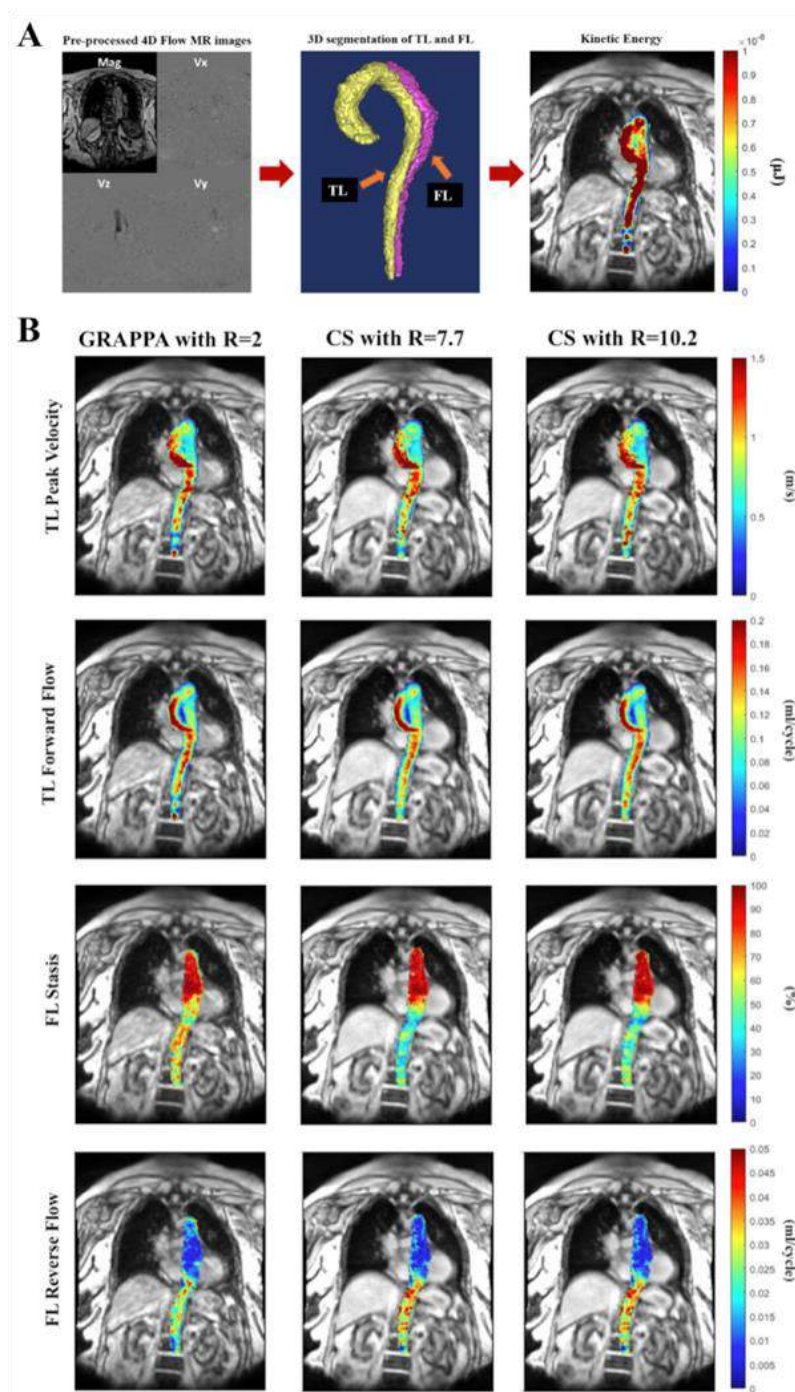 A
Pre-processed 4D Flow MR images
3D segmentation of TL and FL
Kinetic Energy
Mag
Vx
Vz
Vy
TL
FL
×10⁻⁶
1
0.9
0.8
0.7
0.6
0.5
0.4
0.3
0.2
0.1
0
(μJ)
B
GRAPPA with R=2
CS with R=7.7
CS with R=10.2
TL Peak Velocity
1.5
1
0.5
0
(m/s)
TL Forward Flow
0.2
0.18
0.16
0.14
0.12
0.1
0.08
0.06
0.04
0.02
0
(ml/cycle)
FL Stasis
100
90
80
70
60
50
40
30
20
10
0
(%)
FL Reverse Flow
0.05
0.045
0.04
0.035
0.03
0.025
0.02
0.015
0.01
0.005
0
(ml/cycle)